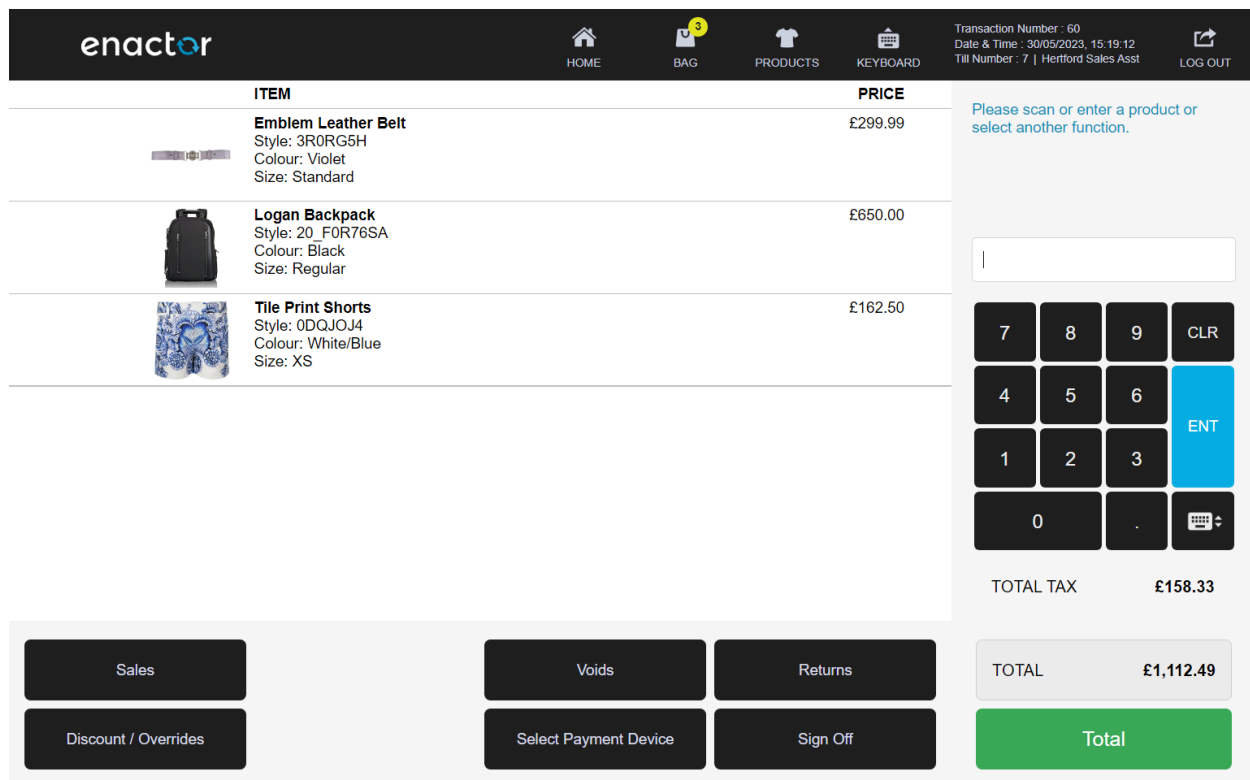 enactor
HOME
3
BAG
PRODUCTS
KEYBOARD
Transaction Number : 60
Date & Time : 30/05/2023, 15:19:12
Till Number : 7 | Hertford Sales Asst
LOG OUT
ITEM PRICE
Emblem Leather Belt £299.99
Style: 3R0RG5H
Colour: Violet
Size: Standard
Logan Backpack £650.00
Style: 20_F0R76SA
Colour: Black
Size: Regular
Tile Print Shorts £162.50
Style: 0DQJOJ4
Colour: White/Blue
Size: XS
Please scan or enter a product or
select another function.
7 8 9 CLR
4 5 6
ENT
1 2 3
0 .
TOTAL TAX £158.33
TOTAL £1,112.49
Total
Sales
Voids
Returns
Discount / Overrides
Select Payment Device
Sign Off